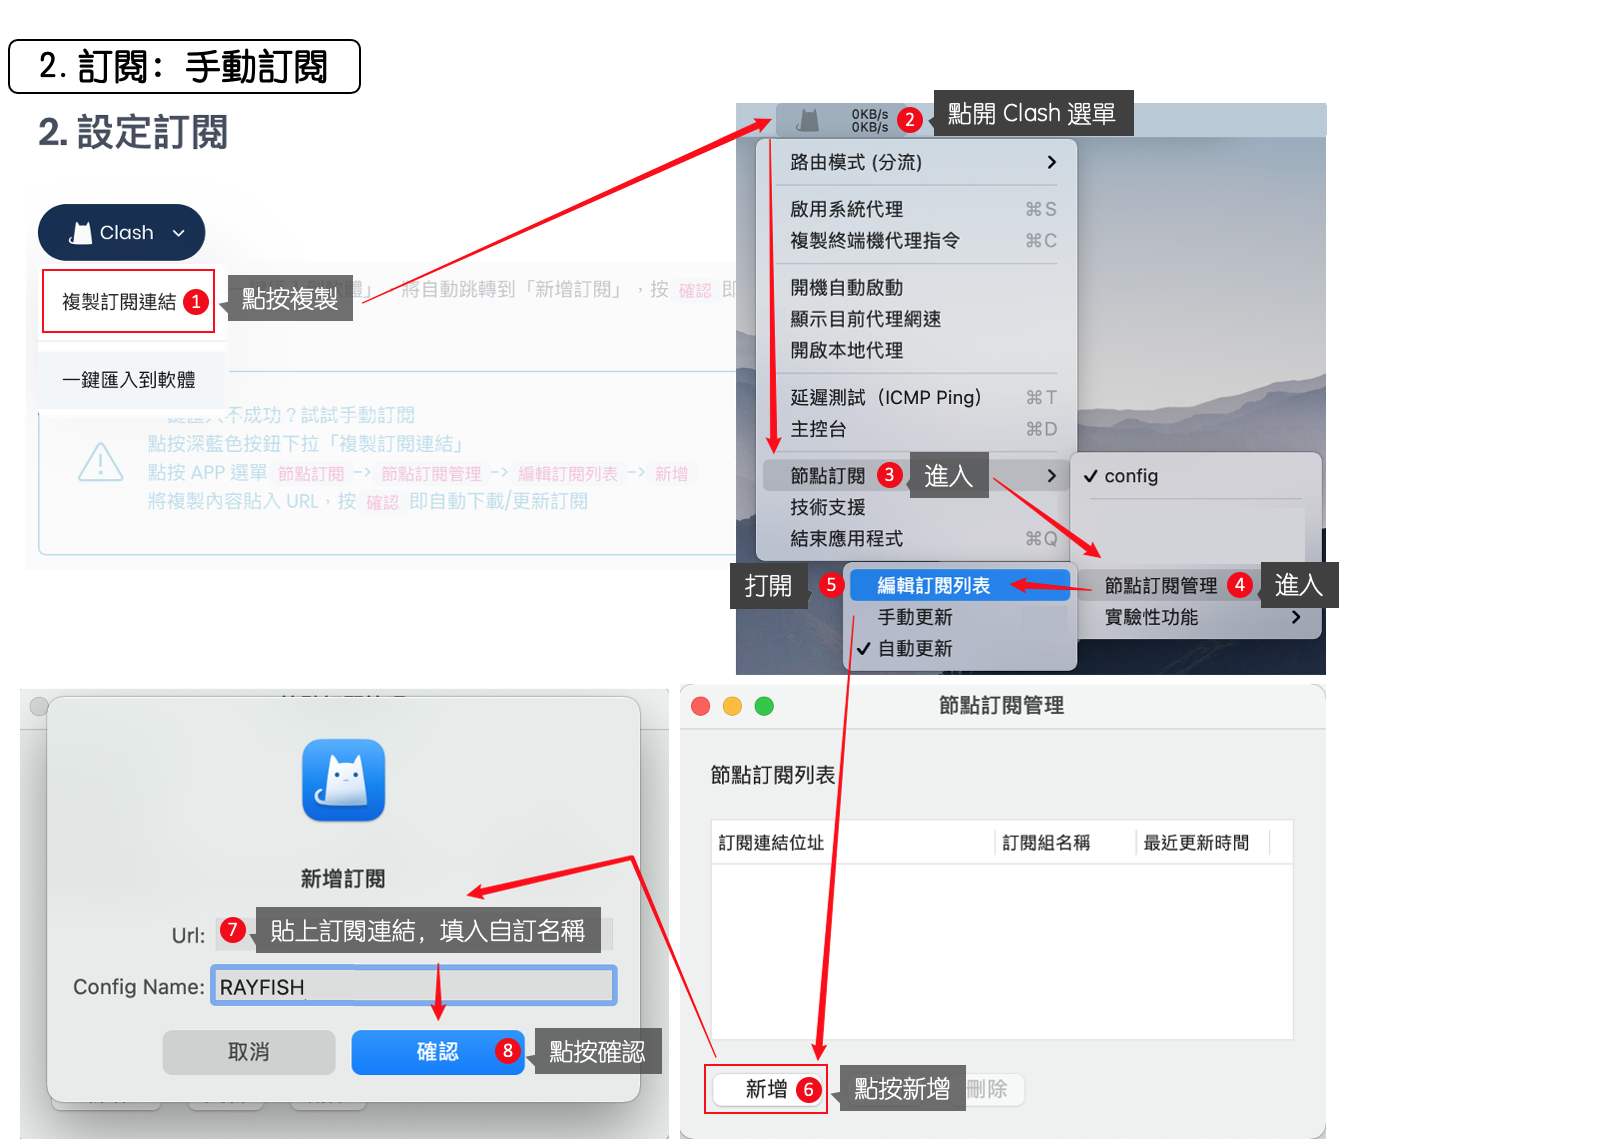 2. 訂閱：手動訂閱
2. 設定訂閱
Clash
複製訂閱連結 1
點按複製
體」，將自動跳轉到「新增訂閱」，按 確認 即
一鍵匯入到軟體
鍵匯入不成功？試試手動訂閱
點按深藍色按鈕下拉「複製訂閱連結」
點按 APP 選單 節點訂閱 -> 節點訂閱管理 -> 編輯訂閱列表 -> 新增
將複製內容貼入 URL，按 確認 即自動下載/更新訂閱
0KB/s
0KB/s
2 點開 Clash 選單
路由模式 (分流)
啟用系統代理 ⌘S
複製終端機代理指令 ⌘C
開機自動啟動
顯示目前代理網速
開啟本地代理
延遲測試（ICMP Ping） ⌘T
主控台 ⌘D
節點訂閱 3 進入
技術支援
結束應用程式 ⌘Q
✓ config
節點訂閱管理 4 進入
實驗性功能
打開 5 編輯訂閱列表
手動更新
✓ 自動更新
新增訂閱
Url: 7 貼上訂閱連結，填入自訂名稱
Config Name: RAYFISH
取消
確認 8 點按確認
節點訂閱管理
節點訂閱列表
訂閱連結位址
訂閱組名稱
最近更新時間
新增 6 點按新增
刪除